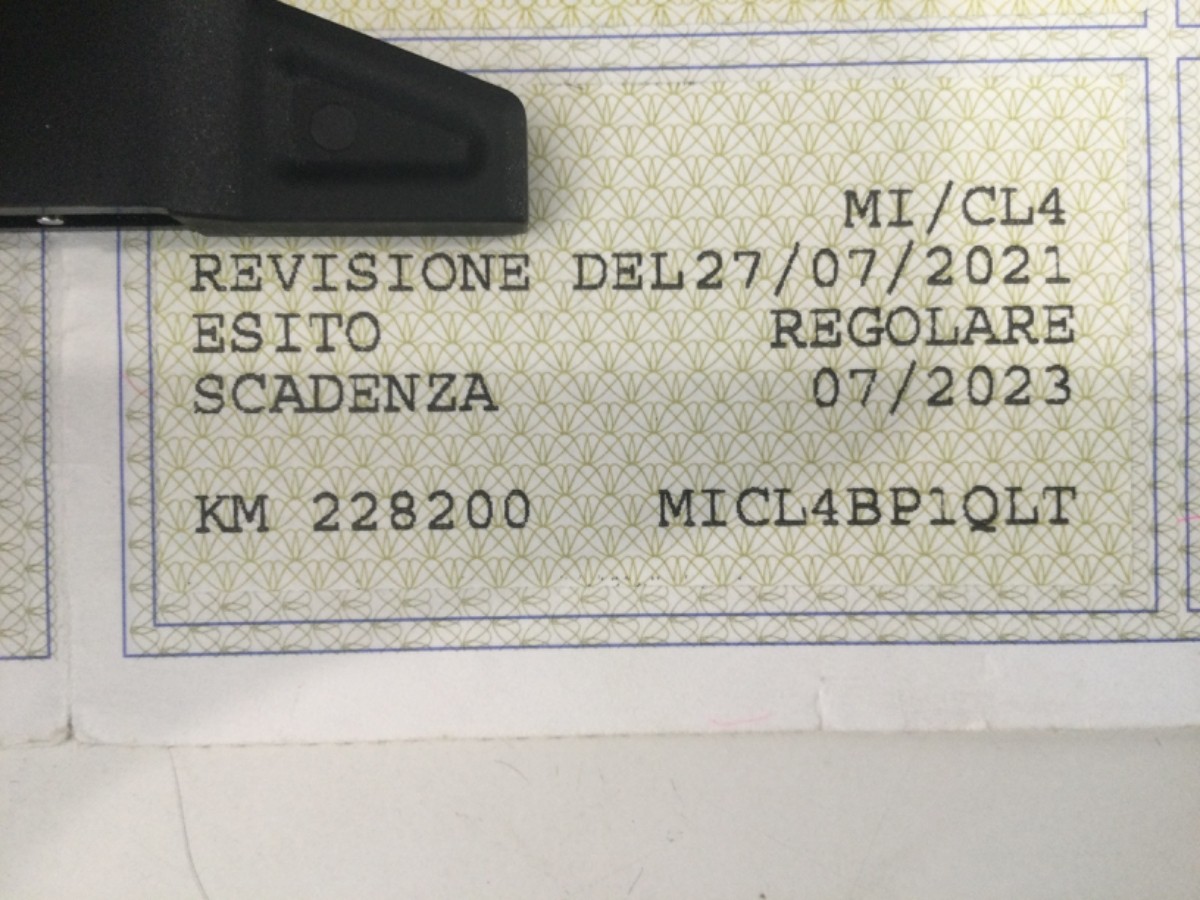 MI/CL4
REVISIONE DEL27/07/2021
ESITO REGOLARE
SCADENZA 07/2023
KM 228200 MICL4BP1QLT